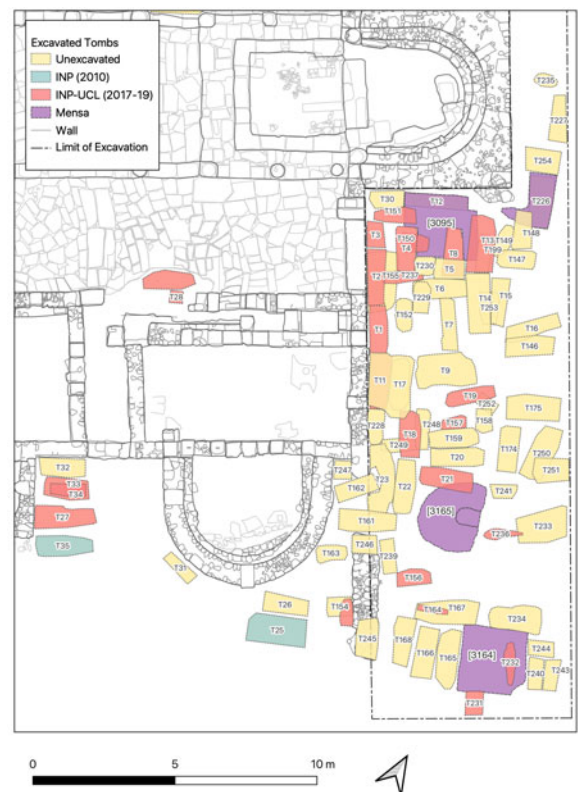 Excavated Tombs
Unexcavated
INP (2010)
INP-UCL (2017-19)
Mensa
Wall
Limit of Excavation
T235
T227
T254
T226
T30
T12
T151
[3095]
T148
T3
T150
T4
T8
T13
T149
T199
T147
T2
T155
T230
T5
T237
T6
T28
T229
T14
T15
T253
T152
T1
T7
T16
T146
T11
T17
T9
T19
T252
T175
T228
T18
T248
T157
T158
T249
T159
T174
T250
T32
T247
T23
T20
T251
T33
T34
T162
T22
T21
T241
T27
T161
[3165]
T233
T236
T35
T163
T246
T239
T31
T156
T26
T154
T164
T167
T234
T25
T245
T168
T166
T165
[3164]
T232
T244
T240
T243
T231
0 5 10 m